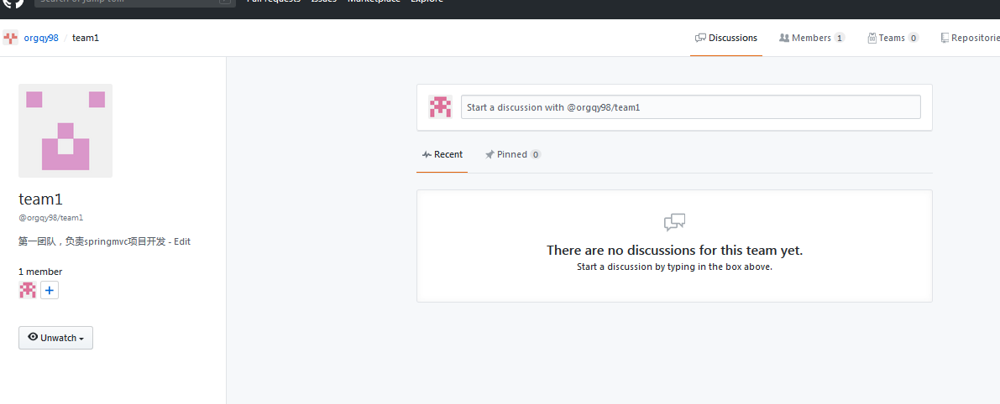 Search or jump to... Pull requests Issues Marketplace Explore
orgqy98 / team1
Discussions Members 1 Teams 0 Repositorie
Start a discussion with @orgqy98/team1
Recent Pinned 0
team1
@orgqy98/team1
第一团队，负责springmvc项目开发 - Edit
There are no discussions for this team yet.
Start a discussion by typing in the box above.
1 member
+
Unwatch